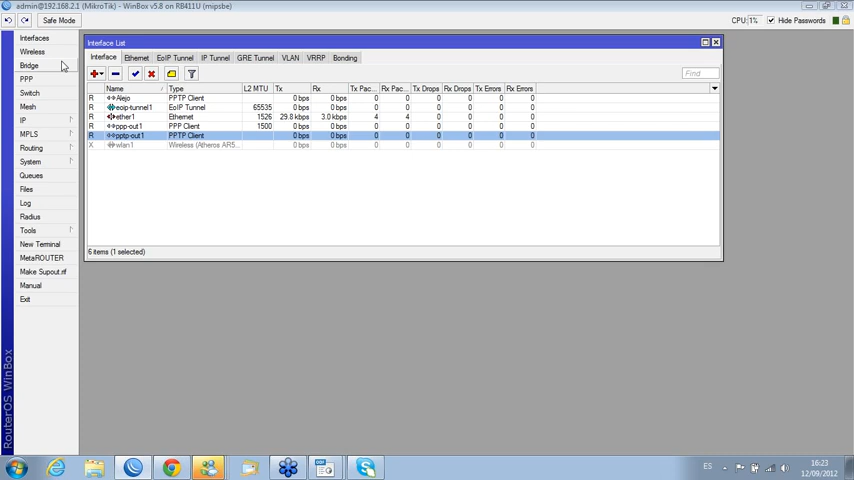 admin@192.168.2.1 (MikroTik) - WinBox v5.8 on RB411U (mipsbe)
Safe Mode
CPU: 1% Hide Passwords
Interfaces
Wireless
Bridge
PPP
Switch
Mesh
IP
MPLS
Routing
System
Queues
Files
Log
Radius
Tools
New Terminal
MetaROUTER
Make Supout.rif
Manual
Exit
RouterOS WinBox
Interface List
Interface Ethernet EoIP Tunnel IP Tunnel GRE Tunnel VLAN VRRP Bonding
Find
Name / Type L2 MTU Tx Rx Tx Pac... Rx Pac... Tx Drops Rx Drops Tx Errors Rx Errors
R Alejo PPTP Client 0 bps 0 bps 0 0 0 0 0 0
R eoip-tunnel1 EoIP Tunnel 65535 0 bps 0 bps 0 0 0 0 0 0
R ether1 Ethernet 1526 29.8 kbps 3.0 kbps 4 4 0 0 0 0
R ppp-out1 PPP Client 1500 0 bps 0 bps 0 0 0 0 0 0
R pptp-out1 PPTP Client 0 bps 0 bps 0 0 0 0 0 0
X wlan1 Wireless (Atheros AR5... 0 bps 0 bps 0 0 0 0 0 0
6 items (1 selected)
ES 16:23
12/09/2012